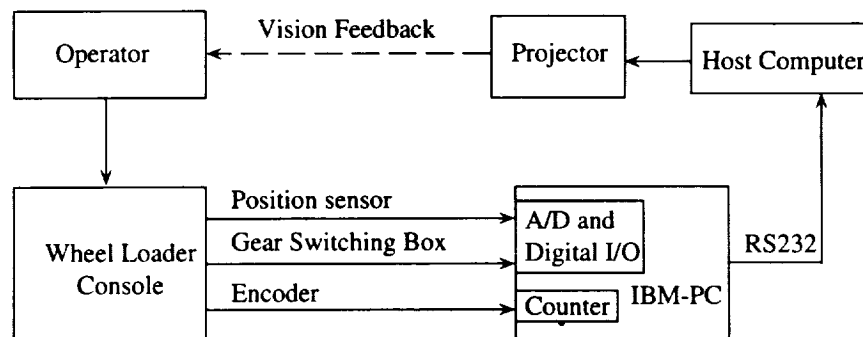 Vision Feedback
Operator
Projector
Host Computer
Position sensor
A/D and
Digital I/O
Gear Switching Box
RS232
Wheel Loader
Console
Encoder
Counter
IBM-PC